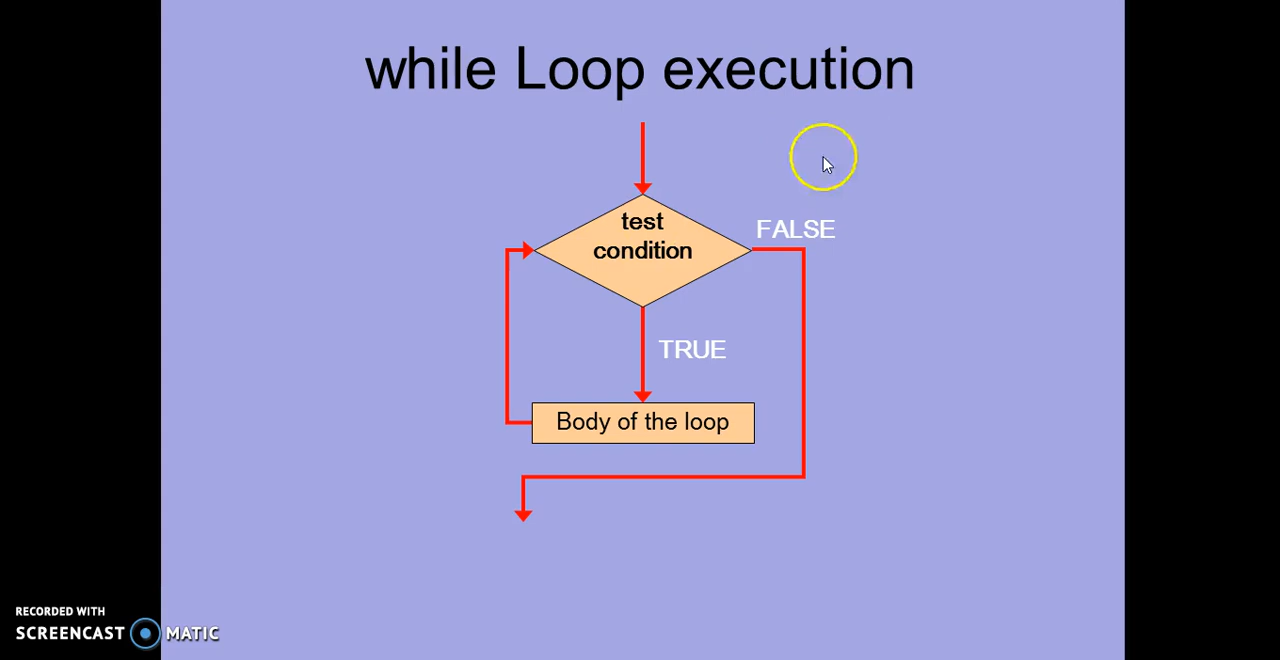 while Loop execution
test
condition
FALSE
TRUE
Body of the loop
RECORDED WITH
SCREENCAST MATIC